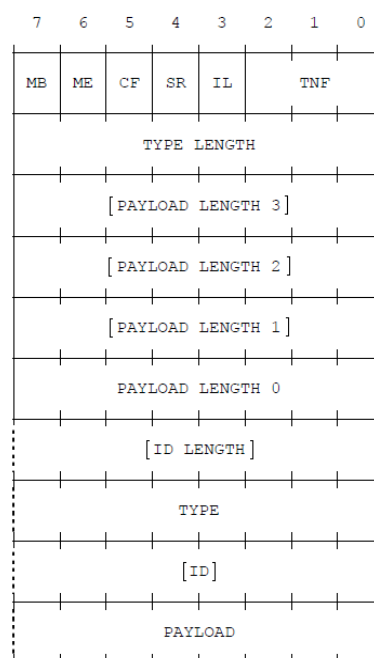 7 6 5 4 3 2 1 0
MB ME CF SR IL TNF
TYPE LENGTH
[PAYLOAD LENGTH 3]
[PAYLOAD LENGTH 2]
[PAYLOAD LENGTH 1]
PAYLOAD LENGTH 0
[ID LENGTH]
TYPE
[ID]
PAYLOAD